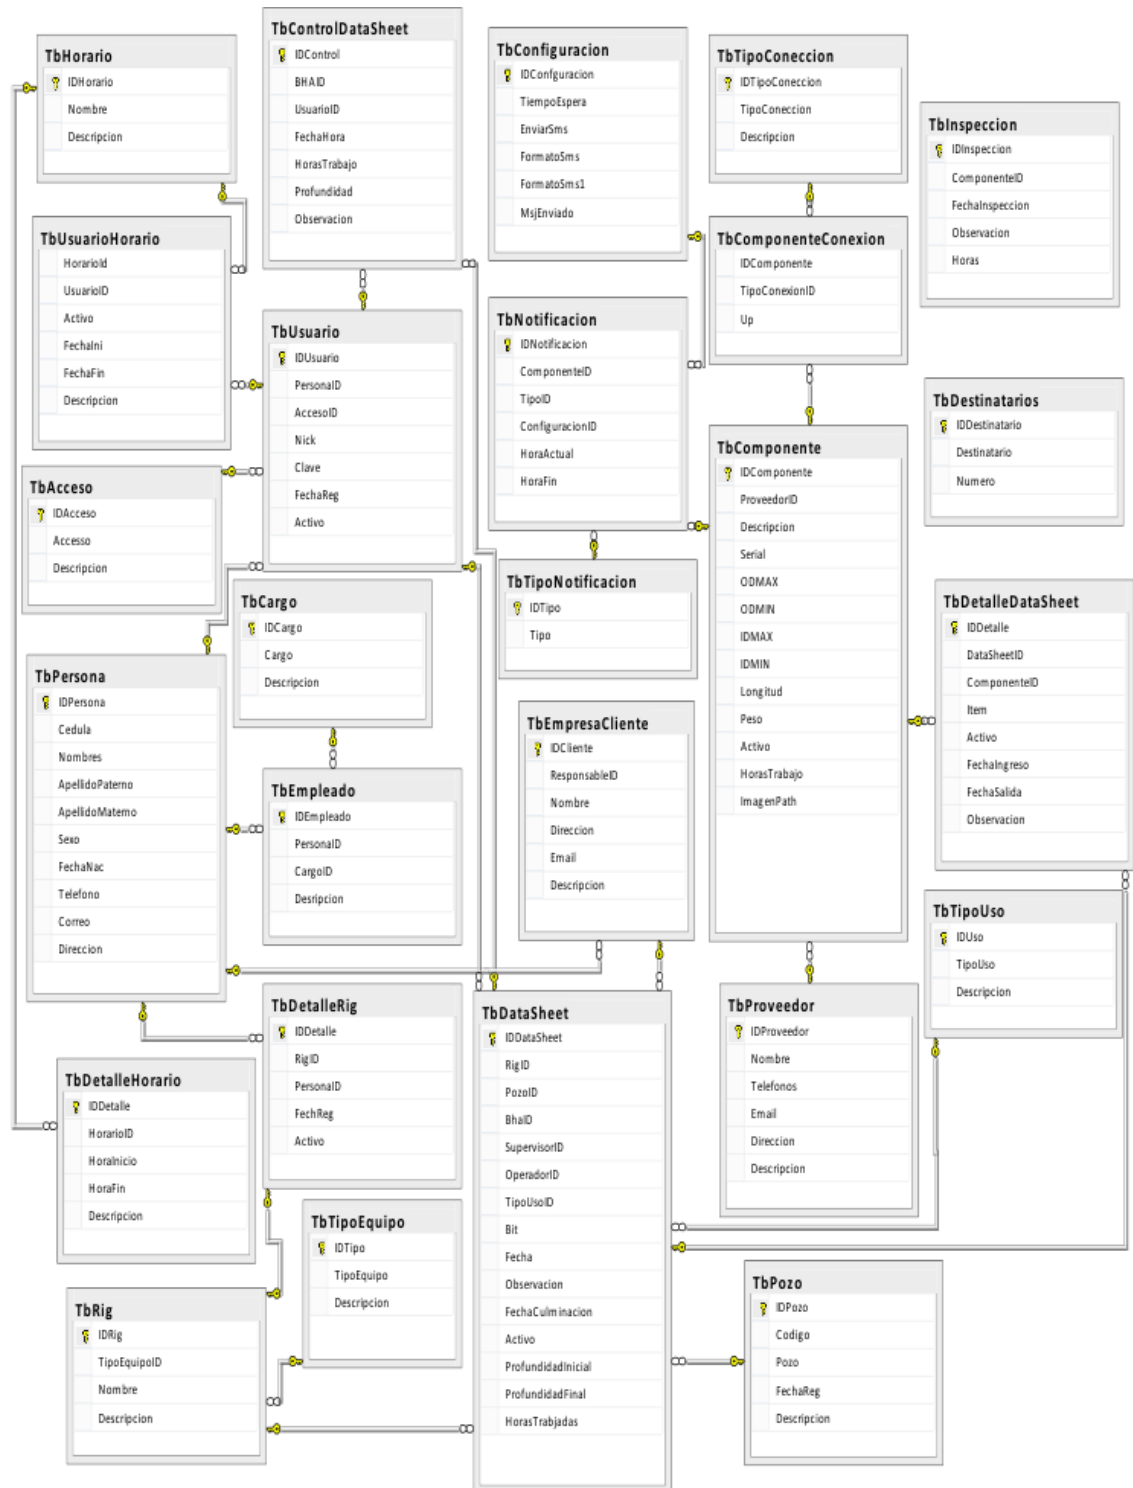 TbHorario
IDHorario
Nombre
Descripcion
TbControlDataSheet
IDControl
BHAID
UsuarioID
FechaHora
HorasTrabajo
Profundidad
Observacion
TbConfiguracion
IDConfguracion
TiempoEspera
EnviarSms
FormatoSms
FormatoSms1
MsjEnviado
TbTipoConeccion
IDTipoConeccion
TipoConeccion
Descripcion
TbInspeccion
IDInspeccion
ComponenteID
FechaInspeccion
Observacion
Horas
TbUsuarioHorario
HorarioId
UsuarioID
Activo
FechaIni
FechaFin
Descripcion
TbUsuario
IDUsuario
PersonaID
AccesoID
Nick
Clave
FechaReg
Activo
TbNotificacion
IDNotificacion
ComponenteID
TipoID
ConfiguracionID
HoraActual
HoraFin
TbComponenteConexion
IDComponente
TipoConexionID
Up
TbDestinatarios
IDDestinatario
Destinatario
Numero
TbAcceso
IDAcceso
Accesso
Descripcion
TbCargo
IDCargo
Cargo
Descripcion
TbTipoNotificacion
IDTipo
Tipo
TbComponente
IDComponente
ProveedorID
Descripcion
Serial
ODMAX
ODMIN
IDMAX
IDMIN
Longitud
Peso
Activo
HorasTrabajo
ImagenPath
TbDetalleDataSheet
IDDetalle
DataSheetID
ComponenteID
Item
Activo
FechaIngreso
FechaSalida
Observacion
TbPersona
IDPersona
Cedula
Nombres
ApellidoPaterno
ApellidoMaterno
Sexo
FechaNac
Telefono
Correo
Direccion
TbEmpleado
IDEmpleado
PersonaID
CargoID
Desripcion
TbEmpresaCliente
IDCliente
ResponsableID
Nombre
Direccion
Email
Descripcion
TbTipoUso
IDUso
TipoUso
Descripcion
TbDetalleRig
IDDetalle
RigID
PersonaID
FechReg
Activo
TbDataSheet
IDDataSheet
RigID
PozoID
BhaID
SupervisorID
OperadorID
TipoUsoID
Bit
Fecha
Observacion
FechaCulminacion
Activo
ProfundidadInicial
ProfundidadFinal
HorasTrabjadas
TbProveedor
IDProveedor
Nombre
Telefonos
Email
Direccion
Descripcion
TbDetalleHorario
IDDetalle
HorarioID
HoraInicio
HoraFin
Descripcion
TbTipoEquipo
IDTipo
TipoEquipo
Descripcion
TbRig
IDRig
TipoEquipoID
Nombre
Descripcion
TbPozo
IDPozo
Codigo
Pozo
FechaReg
Descripcion